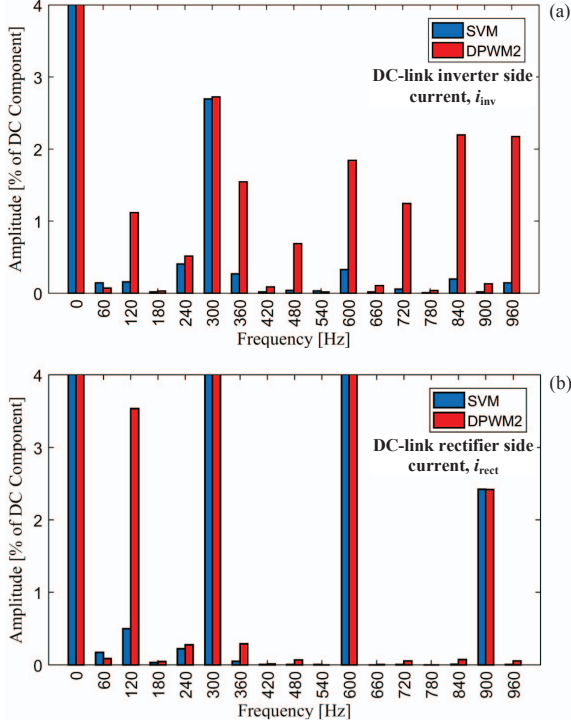 (a)
4
3
2
1
0
Amplitude [% of DC Component]
SVM
DPWM2
DC-link inverter side
current, i_inv
0 60 120 180 240 300 360 420 480 540 600 660 720 780 840 900 960
Frequency [Hz]
(b)
4
3
2
1
0
Amplitude [% of DC Component]
SVM
DPWM2
DC-link rectifier side
current, i_rect
0 60 120 180 240 300 360 420 480 540 600 660 720 780 840 900 960
Frequency [Hz]